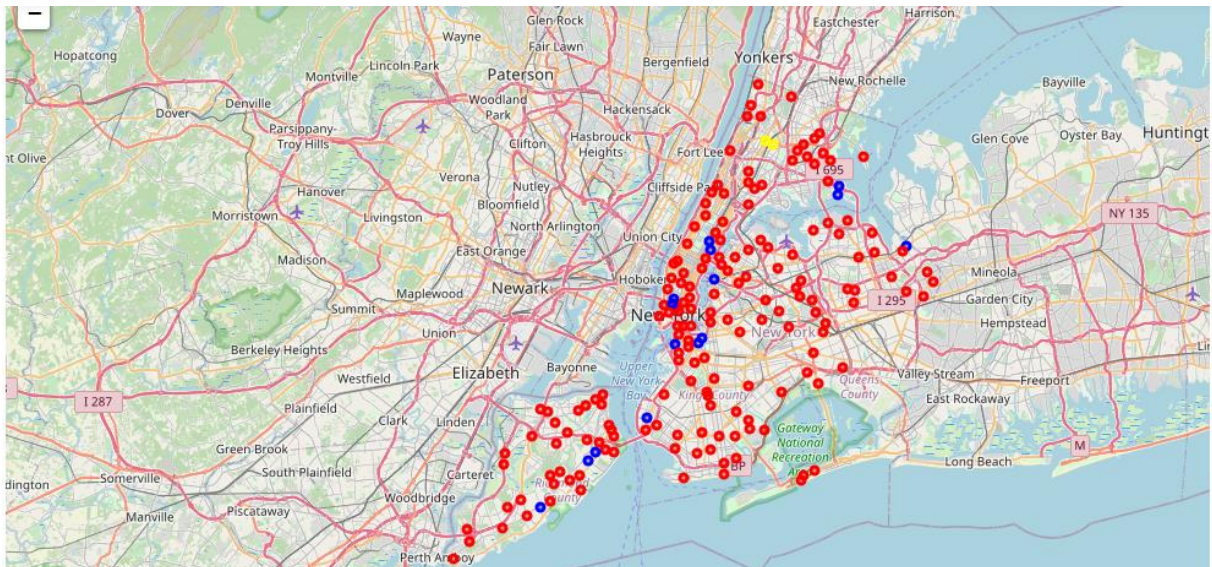 −
Glen Rock
Eastchester
Harrison
Hopatcong
Wayne
Fair Lawn
Bergenfield
Yonkers
Lincoln Park
Paterson
New Rochelle
Montville
Bayville
Denville
Woodland
Park
Hackensack
Dover
Parsippany-
Troy Hills
Clifton
Hasbrouck
Heights
Fort Lee
Glen Cove
Oyster Bay
Huntingt
nt Olive
Verona
I 695
Hanover
Nutley
Cliffside Pa
Morristown
Livingston
Bloomfield
North Arlington
NY 135
Union City
East Orange
Madison
Mineola
Hoboken
Maplewood
Newark
I 295
Garden City
Summit
New York
Union
New York
Hempstead
Berkeley Heights
Bayonne
Upper
New York
Bay
Valley Stream
Westfield
Elizabeth
Queens
County
Freeport
Kings County
East Rockaway
I 287
Plainfield
Clark
Linden
Gateway
National
Recreation
Green Brook
M
South Plainfield
Carteret
BP
Long Beach
Somerville
dington
County
Woodbridge
Piscataway
Manville
Perth Amboy